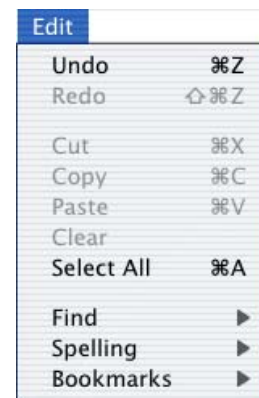 Edit
Undo ⌘Z
Redo ⇧⌘Z
Cut ⌘X
Copy ⌘C
Paste ⌘V
Clear
Select All ⌘A
Find ▶
Spelling ▶
Bookmarks ▶